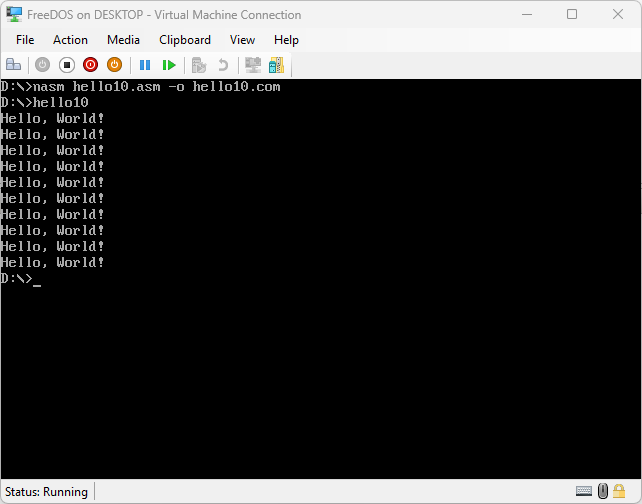 FreeDOS on DESKTOP - Virtual Machine Connection
File Action Media Clipboard View Help
D:\>nasm hello10.asm -o hello10.com
D:\>hello10
Hello, World!
Hello, World!
Hello, World!
Hello, World!
Hello, World!
Hello, World!
Hello, World!
Hello, World!
Hello, World!
Hello, World!
D:\>_
Status: Running